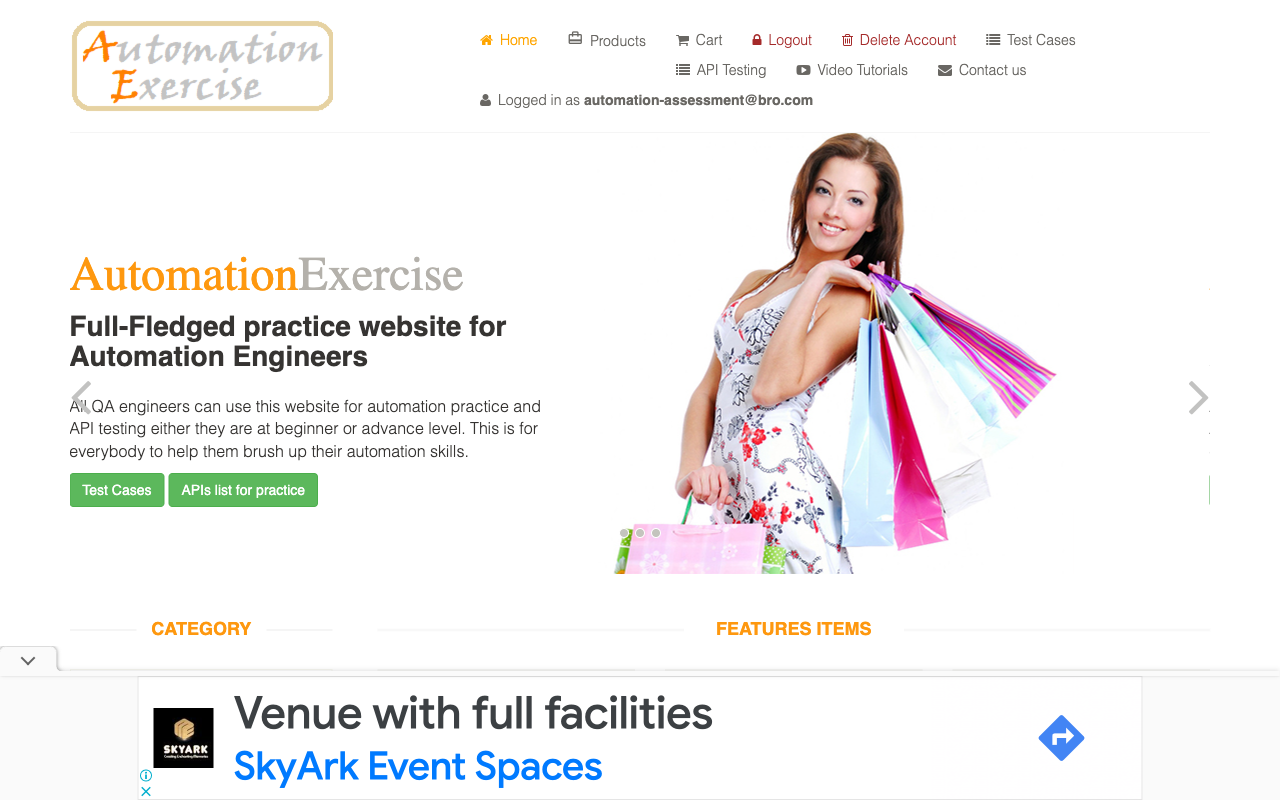 Automation
Exercise
Home Products Cart Logout Delete Account Test Cases
API Testing Video Tutorials Contact us
Logged in as automation-assessment@bro.com
AutomationExercise
Full-Fledged practice website for
Automation Engineers
All QA engineers can use this website for automation practice and
API testing either they are at beginner or advance level. This is for
everybody to help them brush up their automation skills.
Test Cases APIs list for practice
CATEGORY FEATURES ITEMS
Venue with full facilities
SKYARK
SkyArk Event Spaces